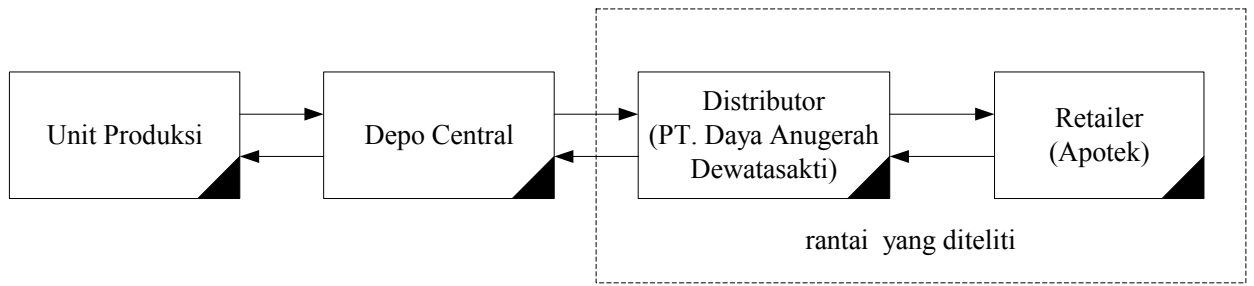 Unit Produksi
Depo Central
Distributor
(PT. Daya Anugerah
Dewatasakti)
Retailer
(Apotek)
rantai yang diteliti